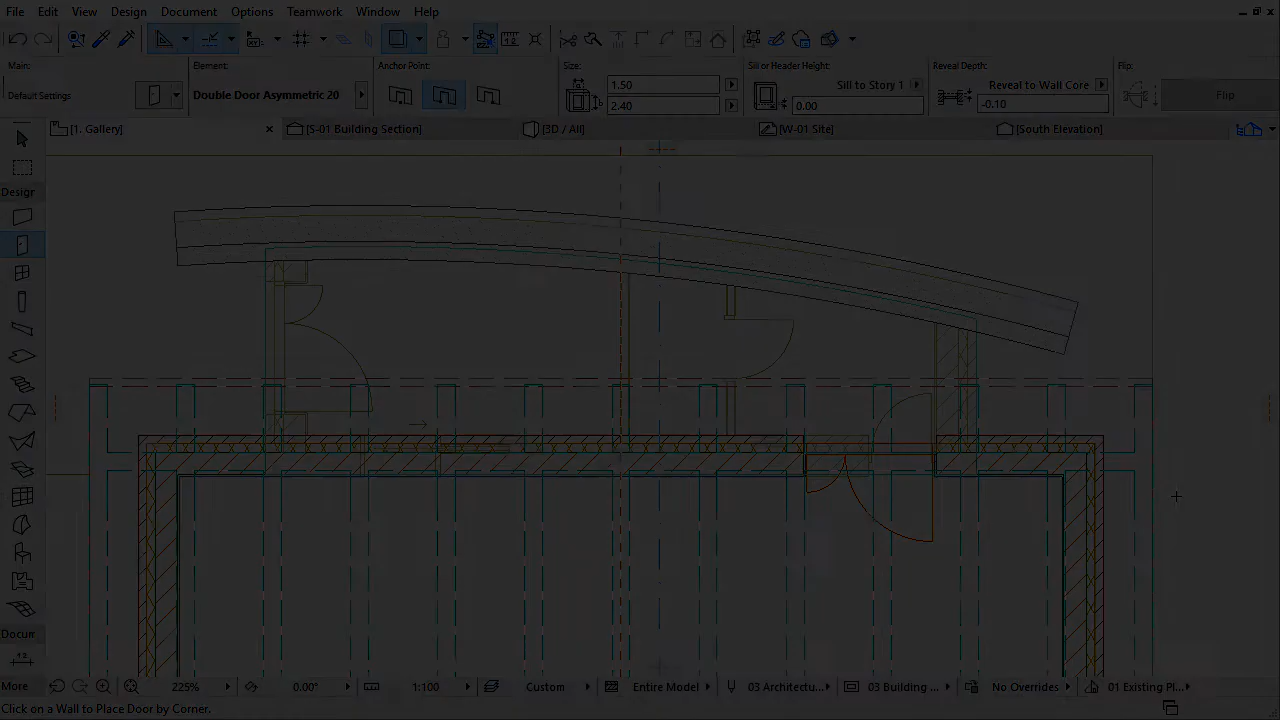 File Edit View Design Document Options Teamwork Window Help
Main: Element: Anchor Point: Size: Sill or Header Height: Reveal Depth: Flip:
Default Settings Double Door Asymmetric 20 1.50 2.40 Sill to Story 1 0.00 Reveal to Wall Core -0.10 Flip
[1. Gallery] [S-01 Building Section] [3D / All] [W-01 Site] [South Elevation]
Design
Docum
1.2
More 225% 0.00° 1:100 Custom Entire Model 03 Architectu... 03 Building ... No Overrides 01 Existing Pl...
Click on a Wall to Place Door by Corner.